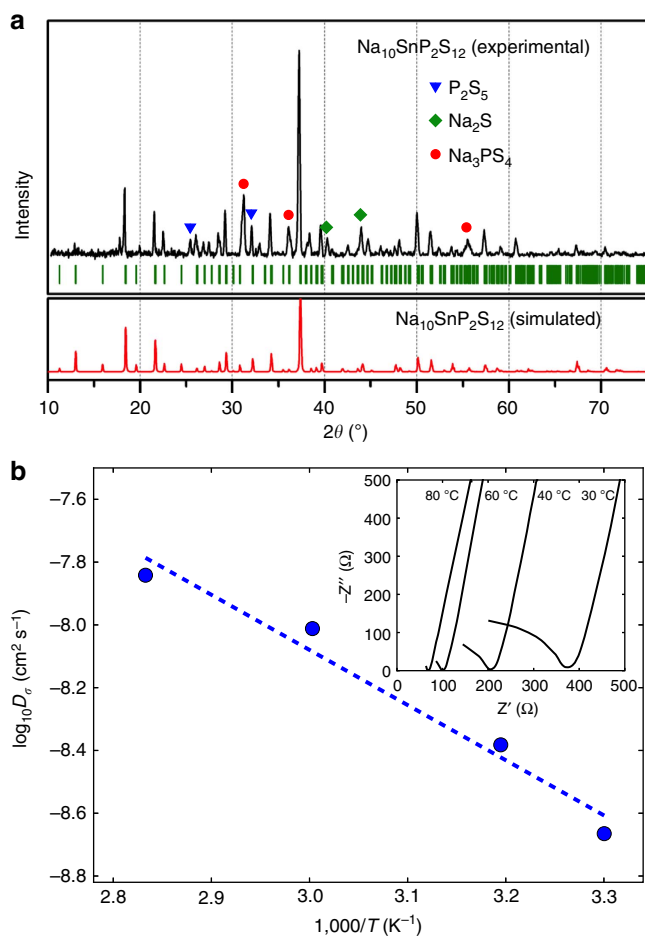 a
Na₁₀SnP₂S₁₂ (experimental)
P₂S₅
Na₂S
Na₃PS₄
Intensity
Na₁₀SnP₂S₁₂ (simulated)
10 20 30 40 50 60 70
2θ (°)
b
−7.6
−7.8
−8.0
−8.2
−8.4
−8.6
−8.8
log₁₀Dσ (cm² s⁻¹)
2.8 2.9 3.0 3.1 3.2 3.3
1,000/T (K⁻¹)
500
400
300
200
100
0
−Z″ (Ω)
80 °C 60 °C 40 °C 30 °C
0 100 200 300 400 500
Z′ (Ω)